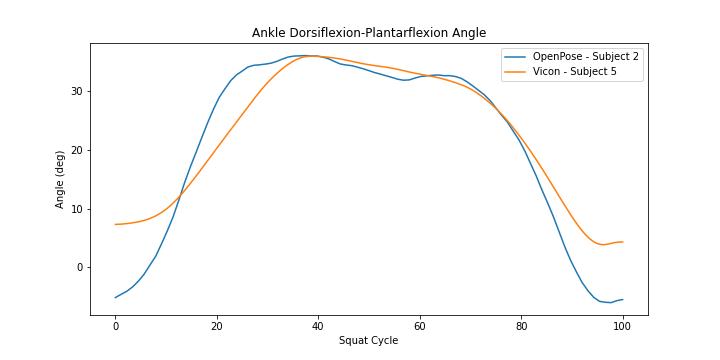 Ankle Dorsiflexion-Plantarflexion Angle
OpenPose - Subject 2
Vicon - Subject 5
30
20
10
0
Angle (deg)
0 20 40 60 80 100
Squat Cycle